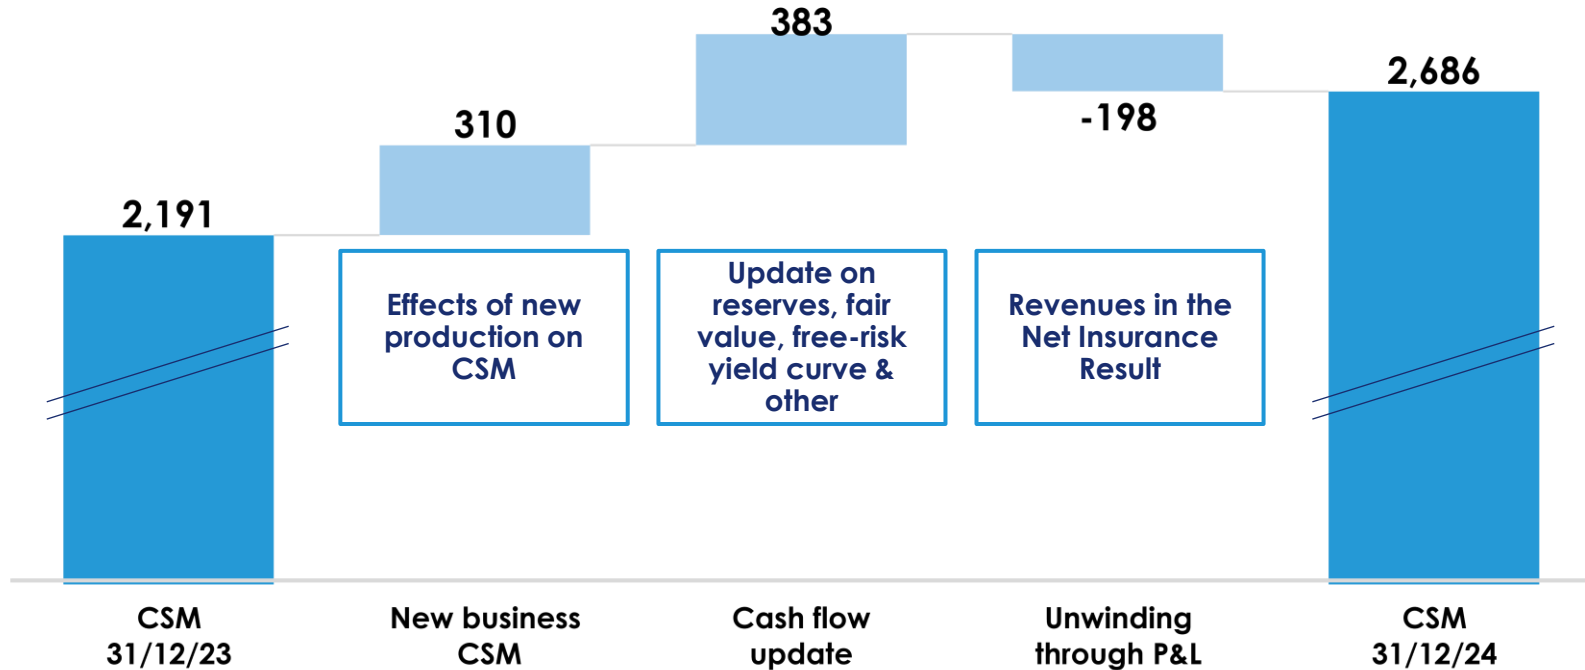 383
2,686
310
-198
2,191
Effects of new
production on
CSM
Update on
reserves, fair
value, free-risk
yield curve &
other
Revenues in the
Net Insurance
Result
CSM
31/12/23
New business
CSM
Cash flow
update
Unwinding
through P&L
CSM
31/12/24